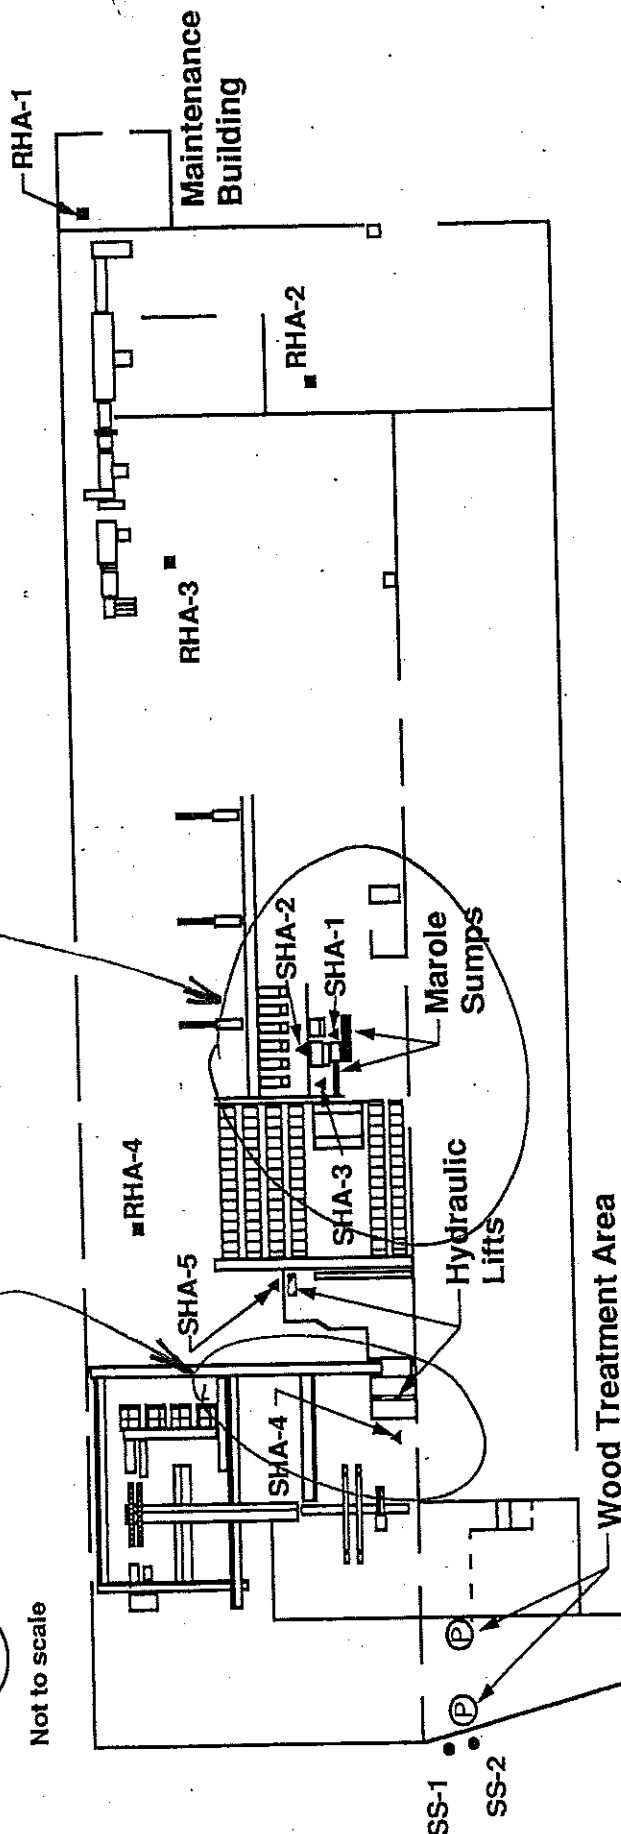 RHA-1
Maintenance
Building
RHA-2
RHA-3
SHA-2
SHA-1
Marole
Sumps
RHA-4
SHA-3
SHA-5
Hydraulic
Lifts
SHA-4
Wood Treatment Area
Not to scale
P
P
SS-1
SS-2